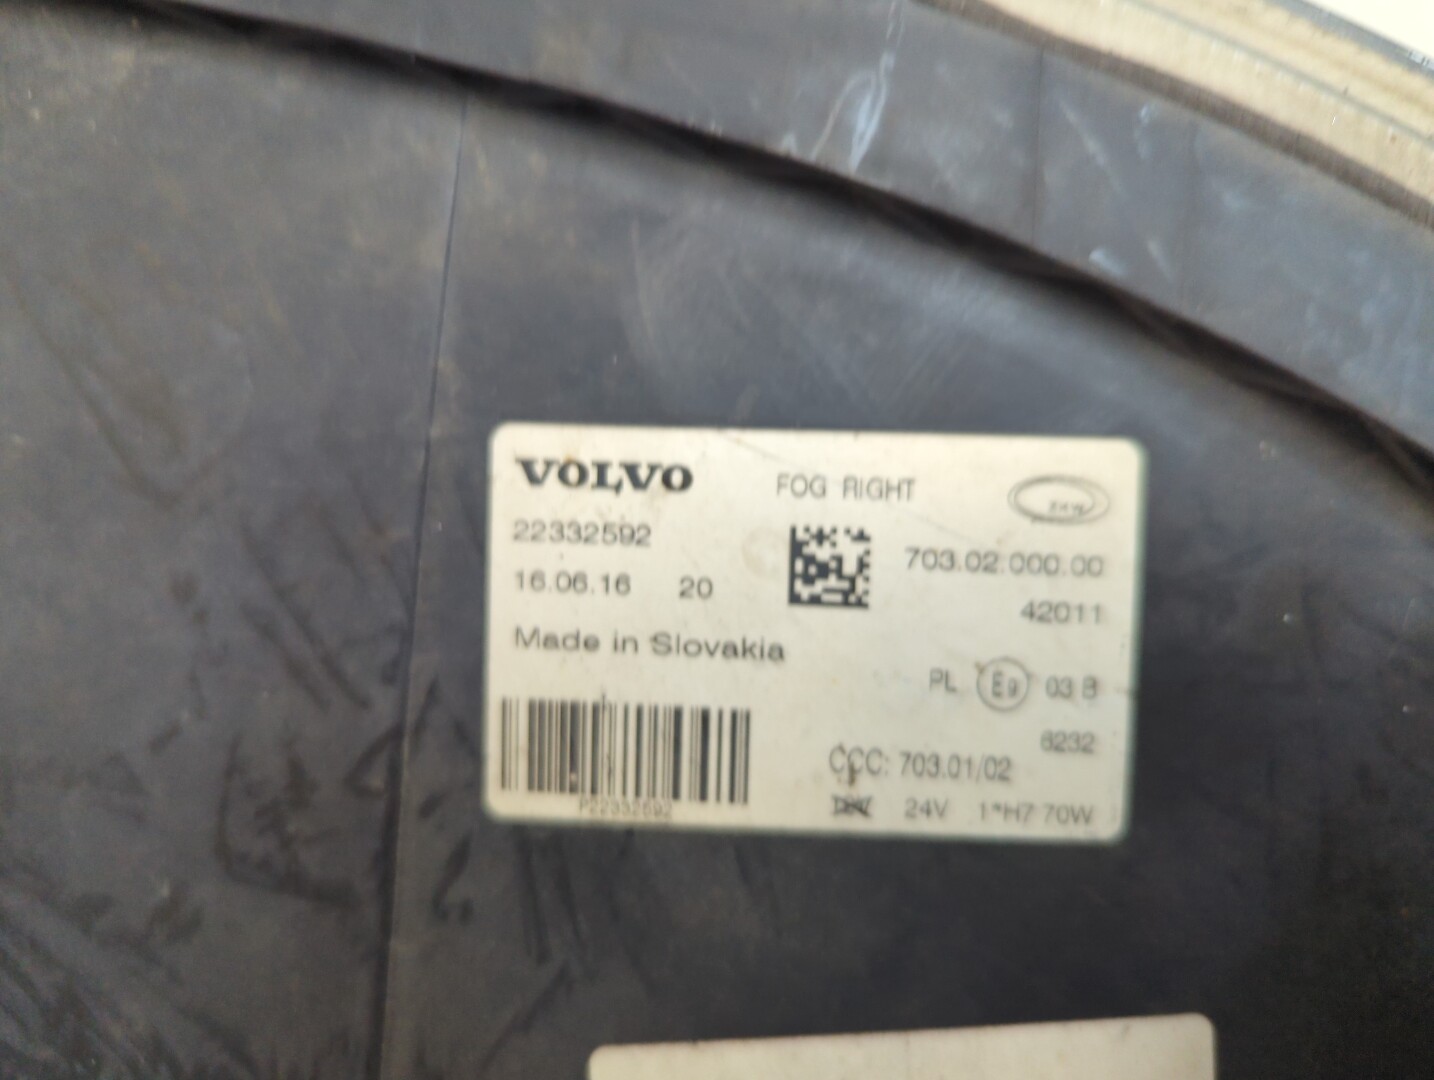 VOLVO FOG RIGHT
22332592
703.02.000.00
16.06.16 20
42011
Made in Slovakia
PL E9 03 B
6232
CCC: 703.01/02
P22332592
24V 1*H7 70W